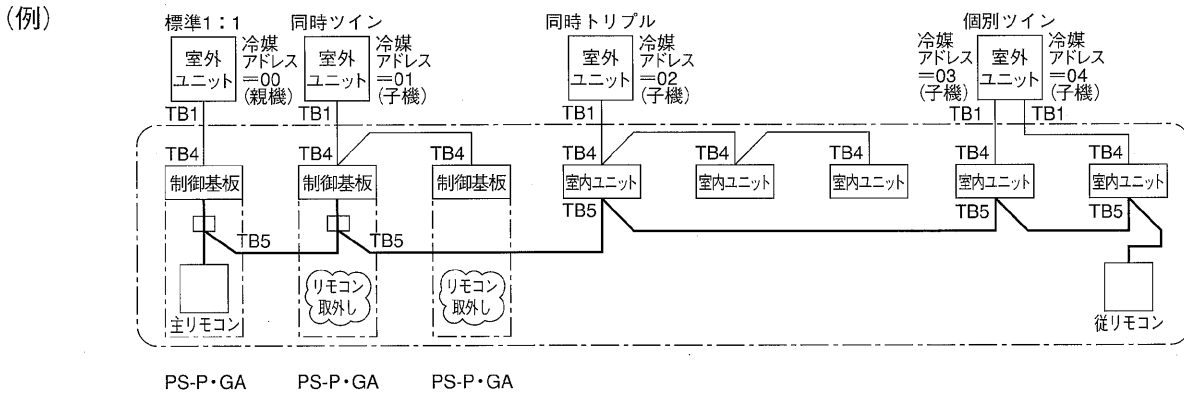 (例)
標準1:1
室外
ユニット
冷媒
アドレス
=00
(親機)
TB1
同時ツイン
室外
ユニット
冷媒
アドレス
=01
(子機)
TB1
同時トリプル
室外
ユニット
冷媒
アドレス
=02
(子機)
TB1
個別ツイン
冷媒
アドレス
=03
(子機)
室外
ユニット
冷媒
アドレス
=04
(子機)
TB1
TB1
TB4
TB4
TB4
TB4
TB4
TB4
TB4
TB4
制御基板
制御基板
制御基板
室内ユニット
室内ユニット
室内ユニット
室内ユニット
室内ユニット
TB5
TB5
TB5
TB5
TB5
主リモコン
リモコン
取外し
リモコン
取外し
従リモコン
PS-P・GA
PS-P・GA
PS-P・GA